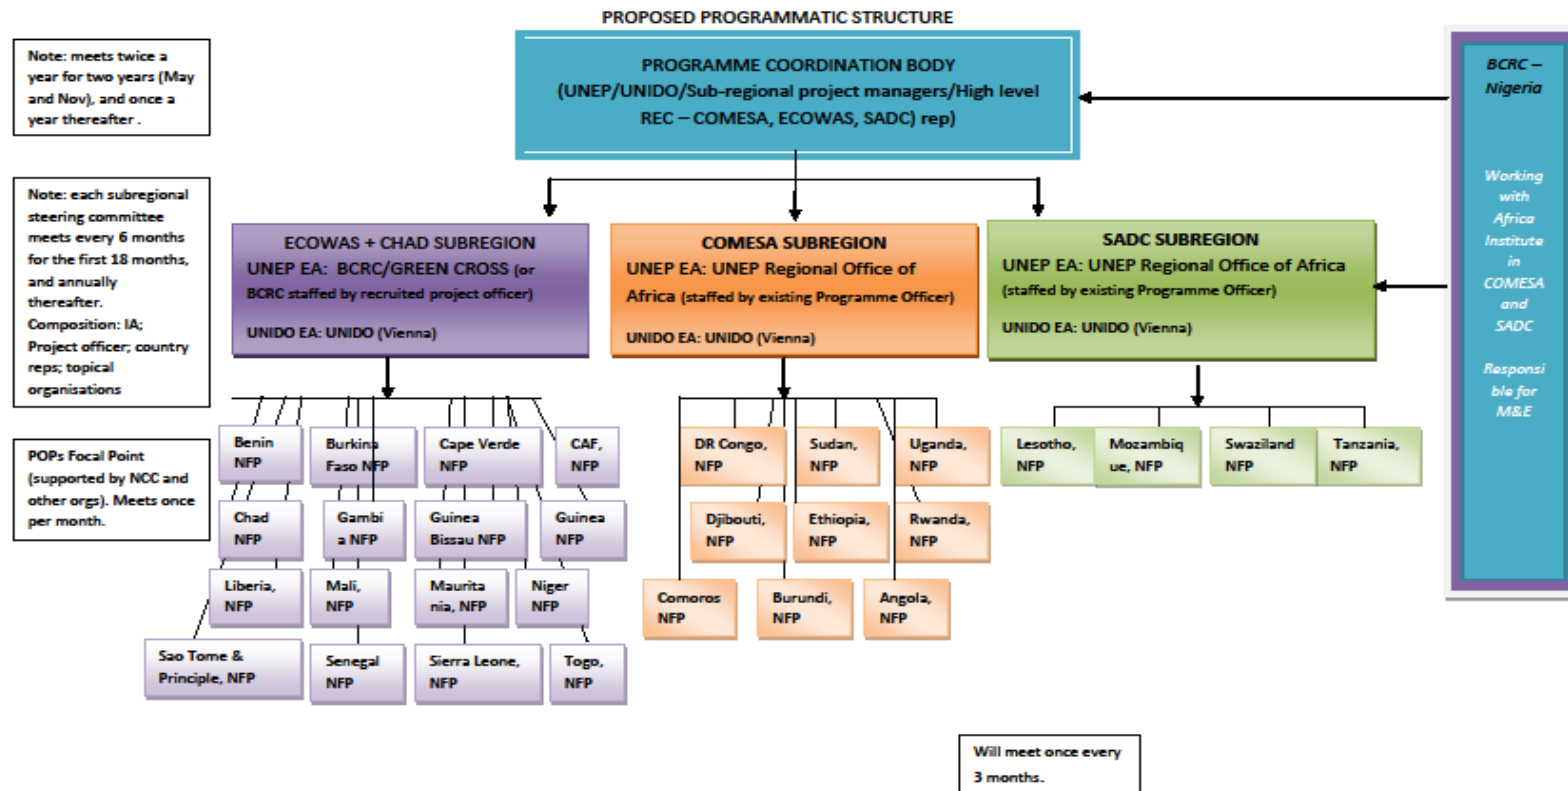 PROPOSED PROGRAMMATIC STRUCTURE
Note: meets twice a
year for two years (May
and Nov), and once a
year thereafter .
PROGRAMME COORDINATION BODY
(UNEP/UNIDO/Sub-regional project managers/High level
REC – COMESA, ECOWAS, SADC) rep)
BCRC –
Nigeria
Working
with
Africa
Institute
in
COMESA
and
SADC
Responsi
ble for
M&E
Note: each subregional
steering committee
meets every 6 months
for the first 18 months,
and annually
thereafter.
Composition: IA;
Project officer; country
reps; topical
organisations
ECOWAS + CHAD SUBREGION
UNEP EA: BCRC/GREEN CROSS (or
BCRC staffed by recruited project officer)
UNIDO EA: UNIDO (Vienna)
COMESA SUBREGION
UNEP EA: UNEP Regional Office of
Africa (staffed by existing Programme Officer)
UNIDO EA: UNIDO (Vienna)
SADC SUBREGION
UNEP EA: UNEP Regional Office of Africa
(staffed by existing Programme Officer)
UNIDO EA: UNIDO (Vienna)
POPs Focal Point
(supported by NCC and
other orgs). Meets once
per month.
Benin
NFP
Burkina
Faso NFP
Cape Verde
NFP
CAF,
NFP
Chad
NFP
Gambi
a NFP
Guinea
Bissau NFP
Guinea
NFP
Liberia,
NFP
Mali,
NFP
Maurita
nia, NFP
Niger
NFP
Sao Tome &
Principle, NFP
Senegal
NFP
Sierra Leone,
NFP
Togo,
NFP
DR Congo,
NFP
Sudan,
NFP
Uganda,
NFP
Djibouti,
NFP
Ethiopia,
NFP
Rwanda,
NFP
Comoros
NFP
Burundi,
NFP
Angola,
NFP
Lesotho,
NFP
Mozambiq
ue, NFP
Swaziland
NFP
Tanzania,
NFP
Will meet once every
3 months.